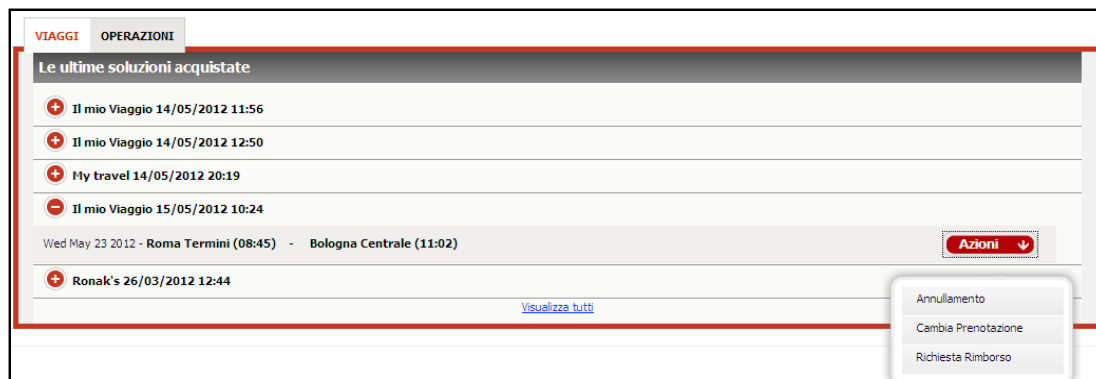 VIAGGI OPERAZIONI
Le ultime soluzioni acquistate
Il mio Viaggio 14/05/2012 11:56
Il mio Viaggio 14/05/2012 12:50
My travel 14/05/2012 20:19
Il mio Viaggio 15/05/2012 10:24
Wed May 23 2012 - Roma Termini (08:45) - Bologna Centrale (11:02) Azioni
Ronak's 26/03/2012 12:44
Visualizza tutti
Annullamento
Cambia Prenotazione
Richiesta Rimborso